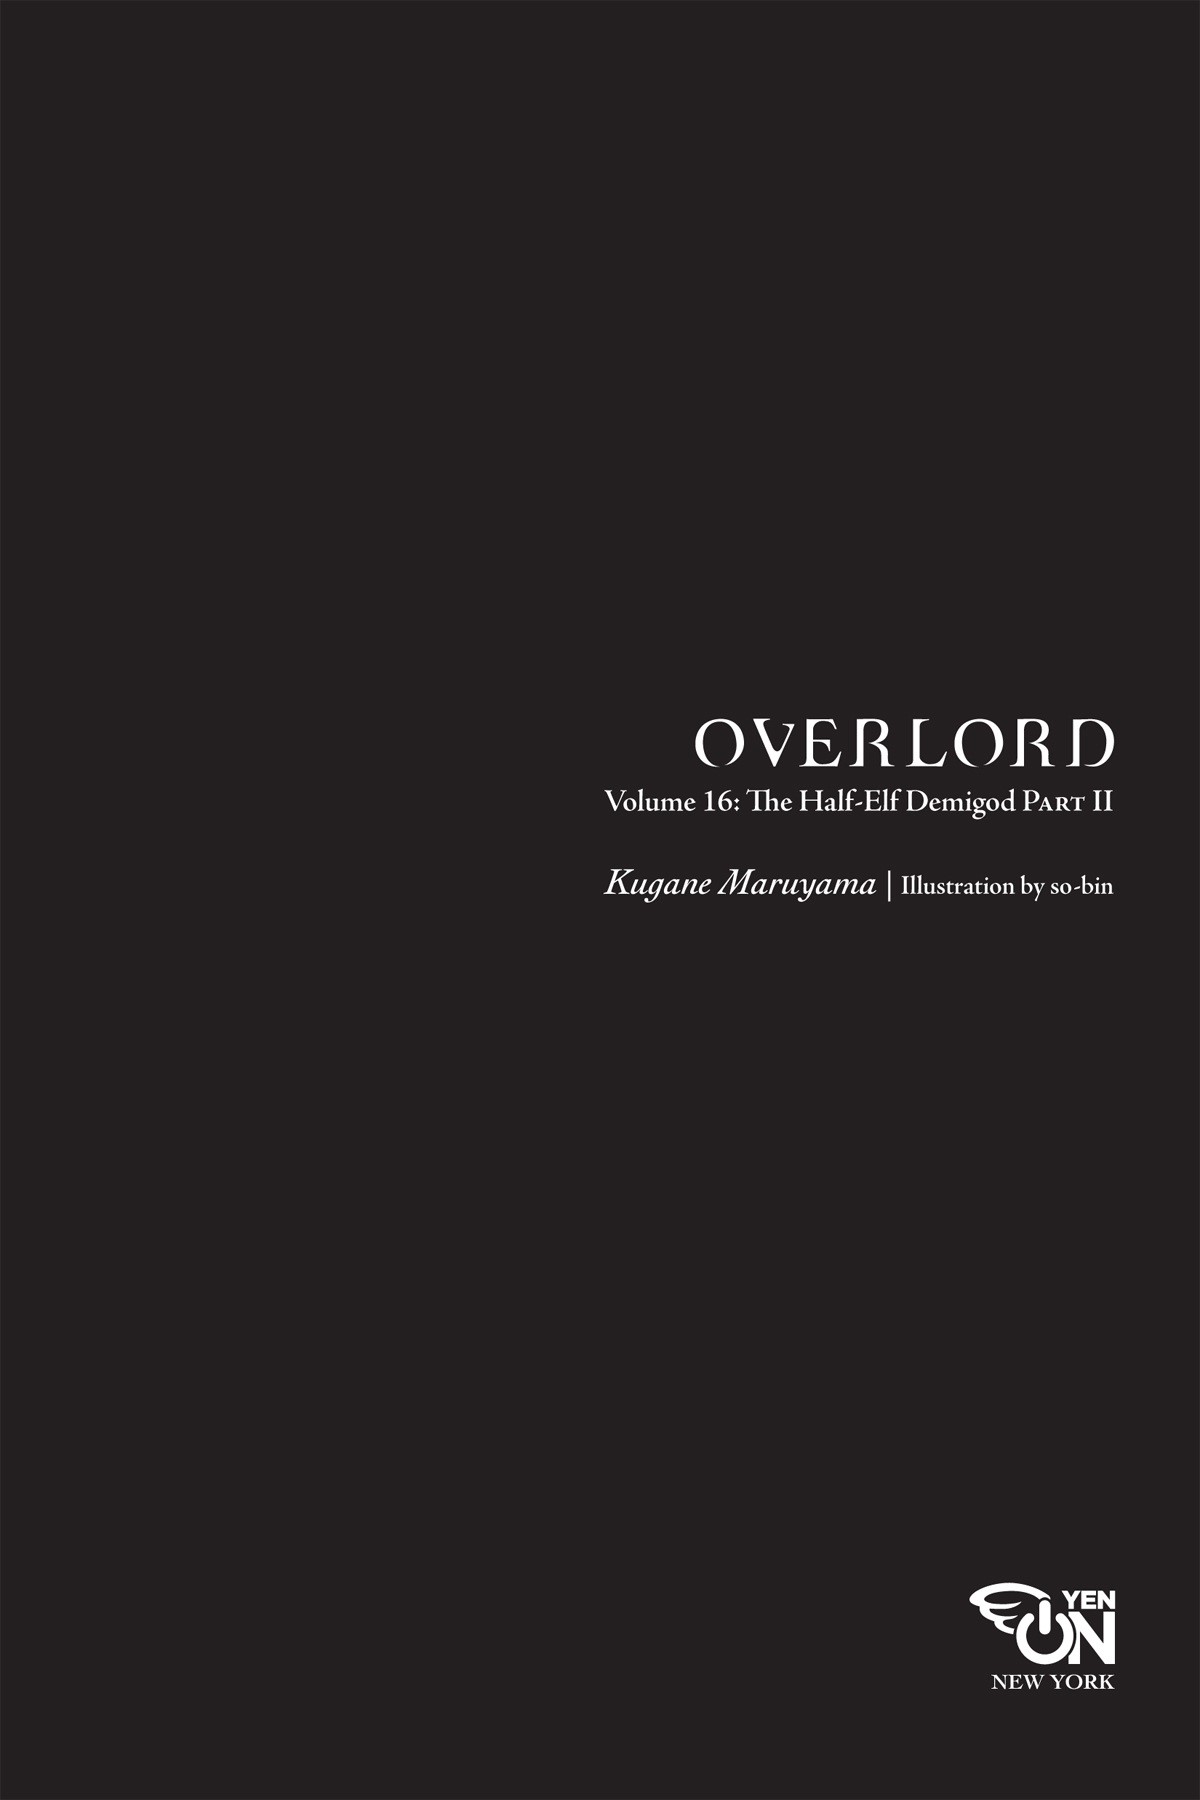 OVERLORD
Volume 16: The Half-Elf Demigod PART II
Kugane Maruyama | Illustration by so-bin
YEN
ON
NEW YORK